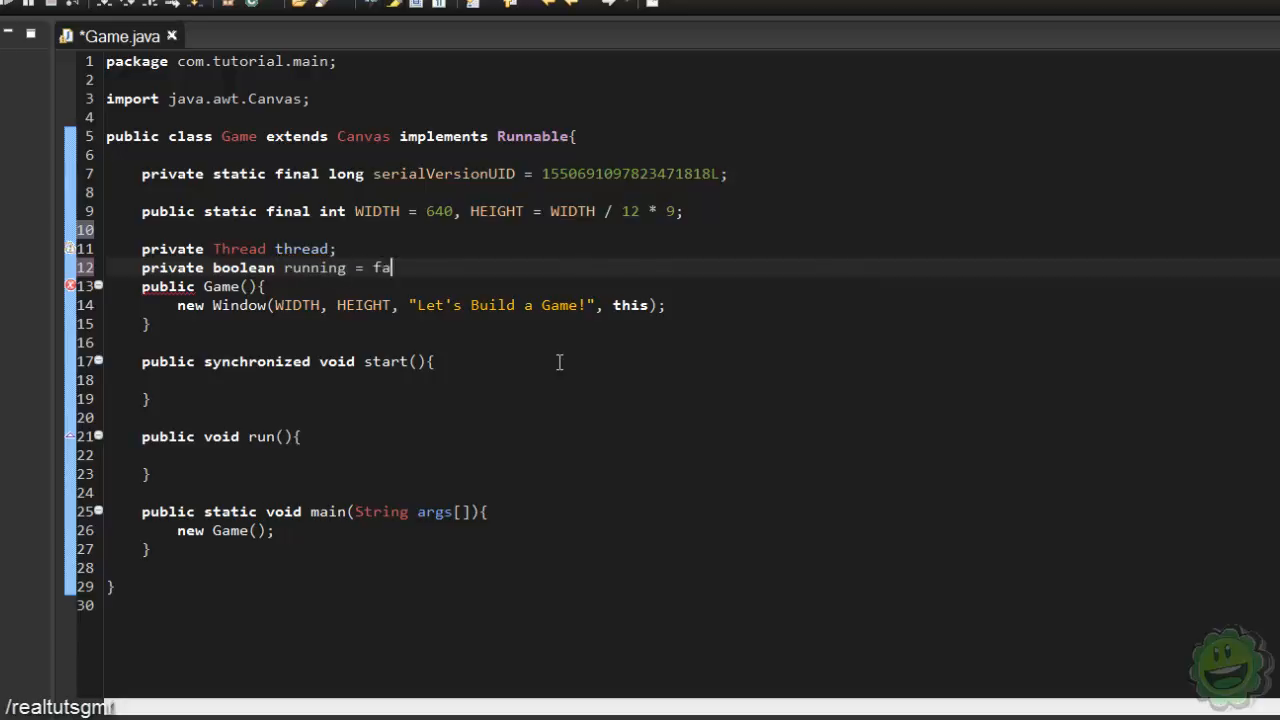 *Game.java
1 package com.tutorial.main;
2
3 import java.awt.Canvas;
4
5 public class Game extends Canvas implements Runnable{
6
7 private static final long serialVersionUID = 1550691097823471818L;
8
9 public static final int WIDTH = 640, HEIGHT = WIDTH / 12 * 9;
10
11 private Thread thread;
12 private boolean running = fa
13 public Game(){
14 new Window(WIDTH, HEIGHT, "Let's Build a Game!", this);
15 }
16
17 public synchronized void start(){
18
19 }
20
21 public void run(){
22
23 }
24
25 public static void main(String args[]){
26 new Game();
27 }
28
29 }
30